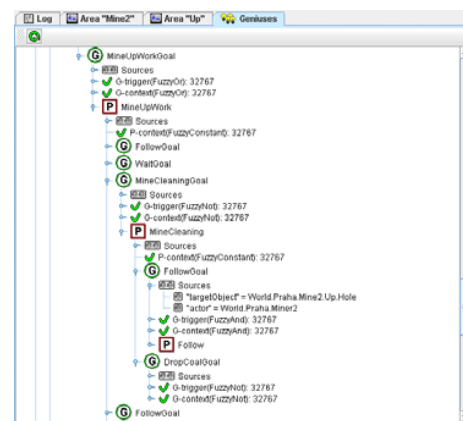 Log Area "Mine2" Area "Up" Geniuses
G MineUpWorkGoal
Sources
G-trigger(FuzzyOr): 32767
G-context(FuzzyOr): 32767
P MineUpWork
Sources
P-context(FuzzyConstant): 32767
G FollowGoal
G WaitGoal
G MineCleaningGoal
Sources
G-trigger(FuzzyNot): 32767
G-context(FuzzyNot): 32767
P MineCleaning
Sources
P-context(FuzzyConstant): 32767
G FollowGoal
Sources
"targetObject" = World.Praha.Mine2.Up.Hole
"actor" = World.Praha.Miner2
G-trigger(FuzzyAnd): 32767
G-context(FuzzyAnd): 32767
P Follow
G DropCoalGoal
Sources
G-trigger(FuzzyNot): 32767
G-context(FuzzyNot): 32767
G FollowGoal